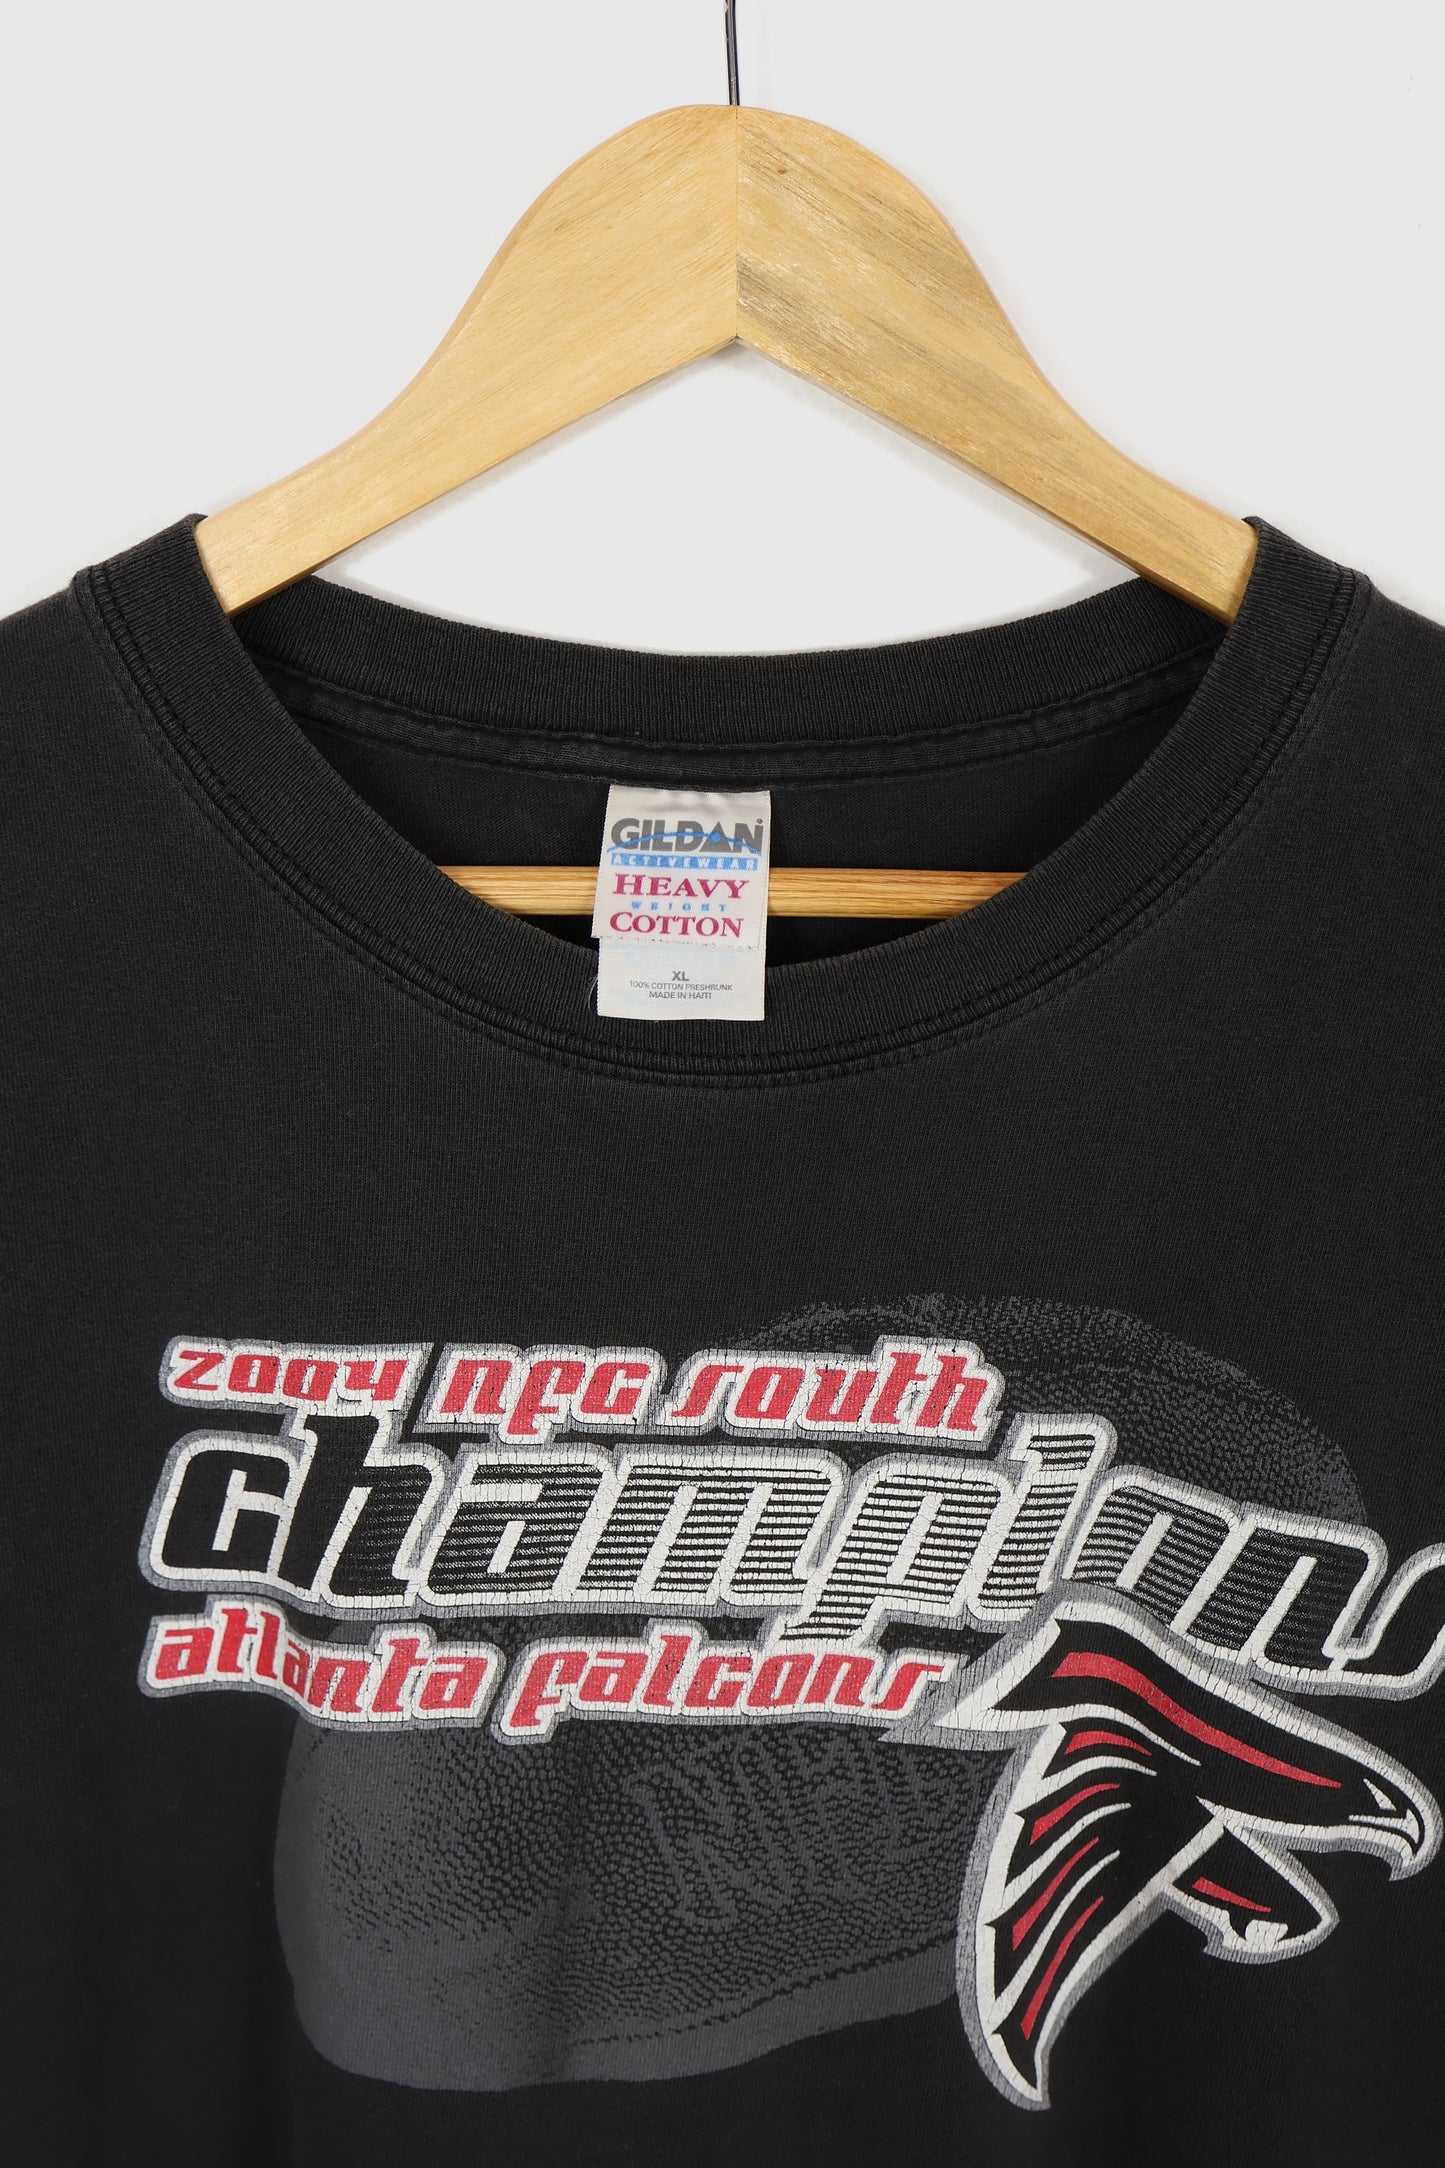 GILDAN
ACTIVEWEAR
HEAVY
WEIGHT
COTTON
XL
100% COTTON PRESHRUNK
MADE IN HAITI
2004 NFC South
Champions
Atlanta Falcons